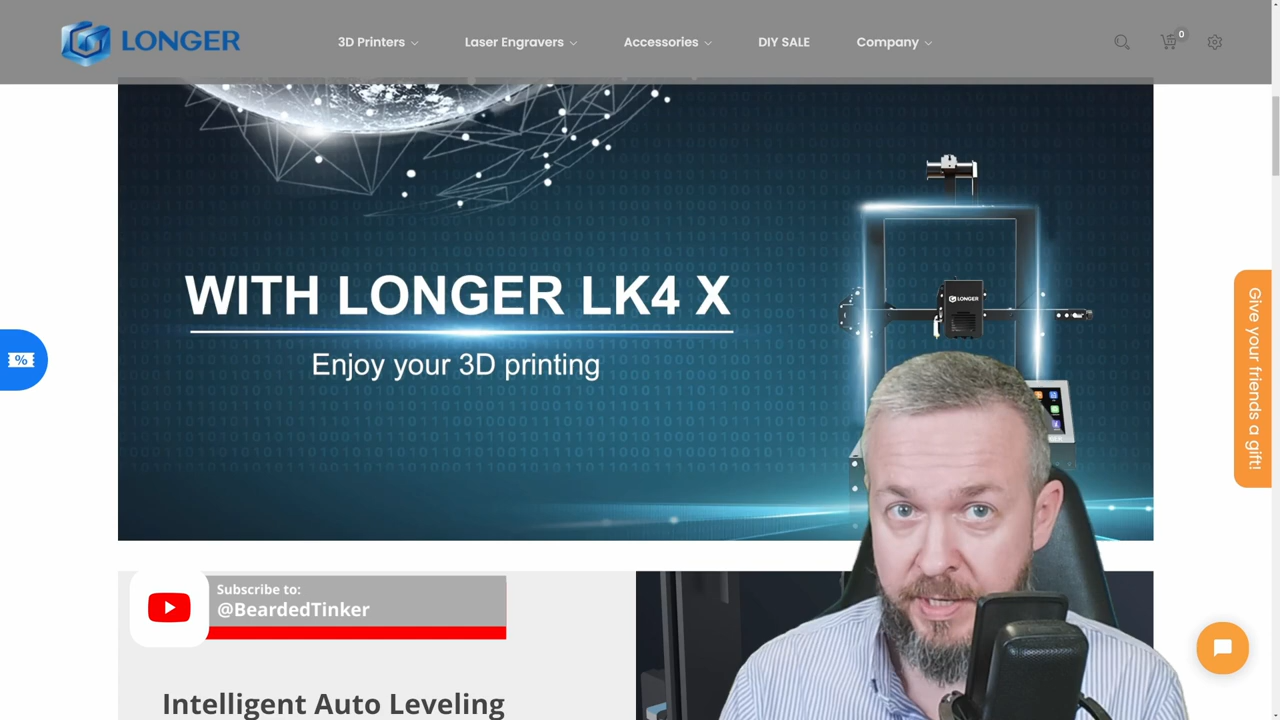 LONGER
3D Printers
Laser Engravers
Accessories
DIY SALE
Company
0
WITH LONGER LK4 X
Enjoy your 3D printing
LONGER
%
Give your friends a gift!
Subscribe to:
@BeardedTinker
Intelligent Auto Leveling